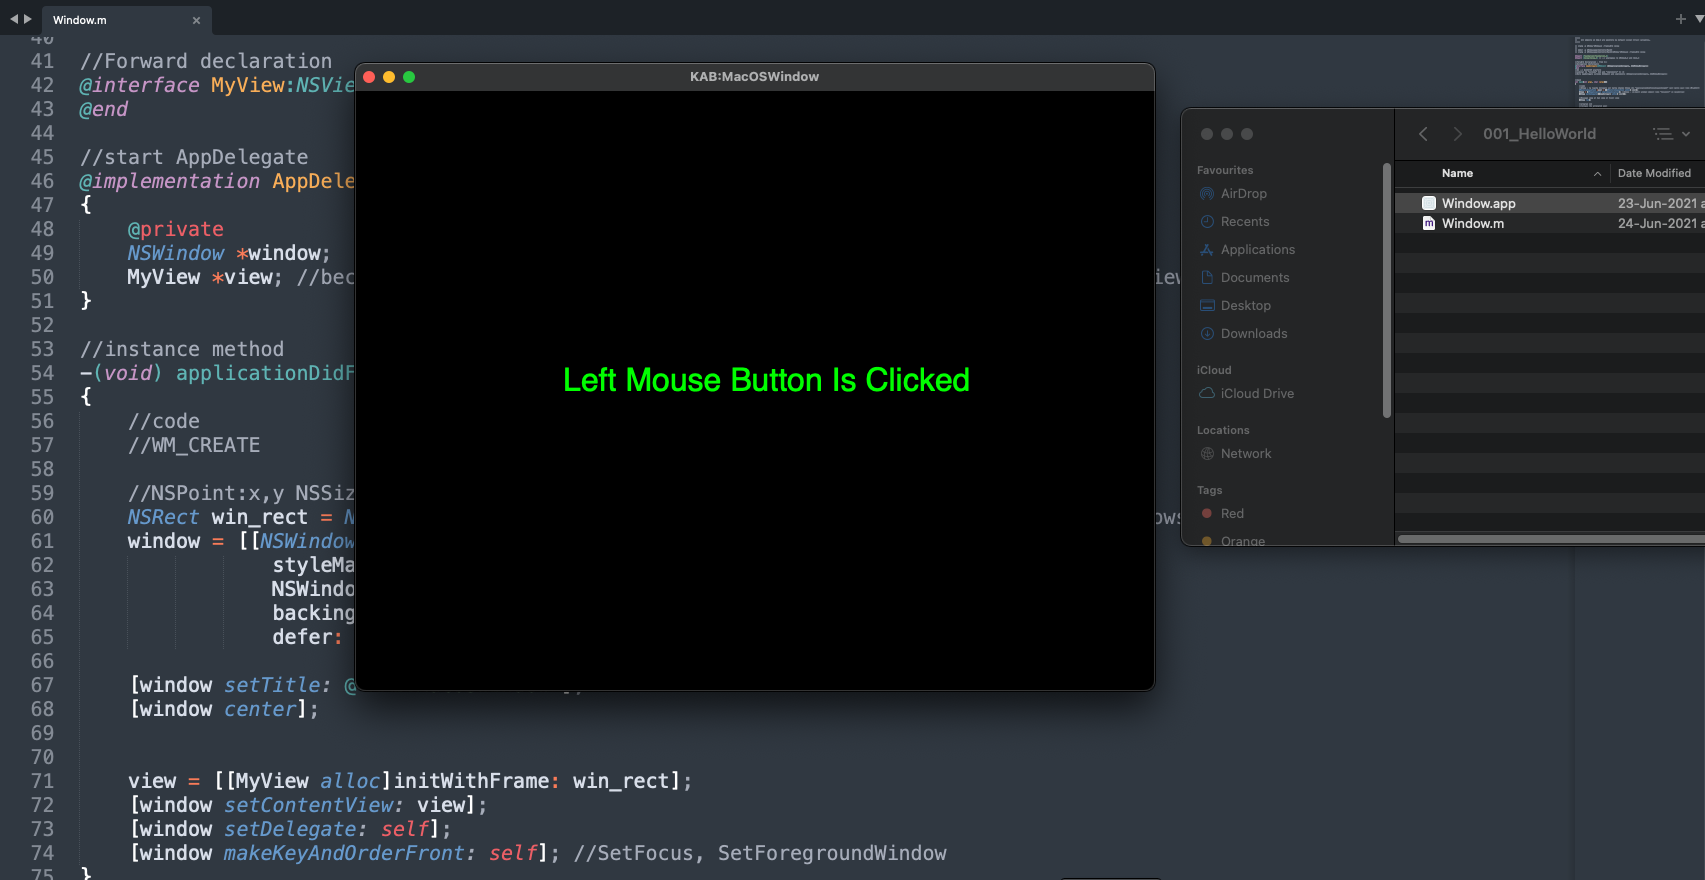 Window.m
40
41 //Forward declaration
42 @interface MyView:NSVie
43 @end
44
45 //start AppDelegate
46 @implementation AppDele
47 {
48 @private
49 NSWindow *window;
50 MyView *view; //bec
51 }
52
53 //instance method
54 -(void) applicationDidF
55 {
56 //code
57 //WM_CREATE
58
59 //NSPoint:x,y NSSiz
60 NSRect win_rect = N
61 window = [[NSWindow
62 styleMa
63 NSWindo
64 backing
65 defer:
66
67 [window setTitle: @
68 [window center];
69
70
71 view = [[MyView alloc]initWithFrame: win_rect];
72 [window setContentView: view];
73 [window setDelegate: self];
74 [window makeKeyAndOrderFront: self]; //SetFocus, SetForegroundWindow
75 }
KAB:MacOSWindow
Left Mouse Button Is Clicked
001_HelloWorld
Favourites
AirDrop
Recents
Applications
Documents
Desktop
Downloads
iCloud
iCloud Drive
Locations
Network
Tags
Red
Orange
Name Date Modified
Window.app 23-Jun-2021 a
Window.m 24-Jun-2021 a